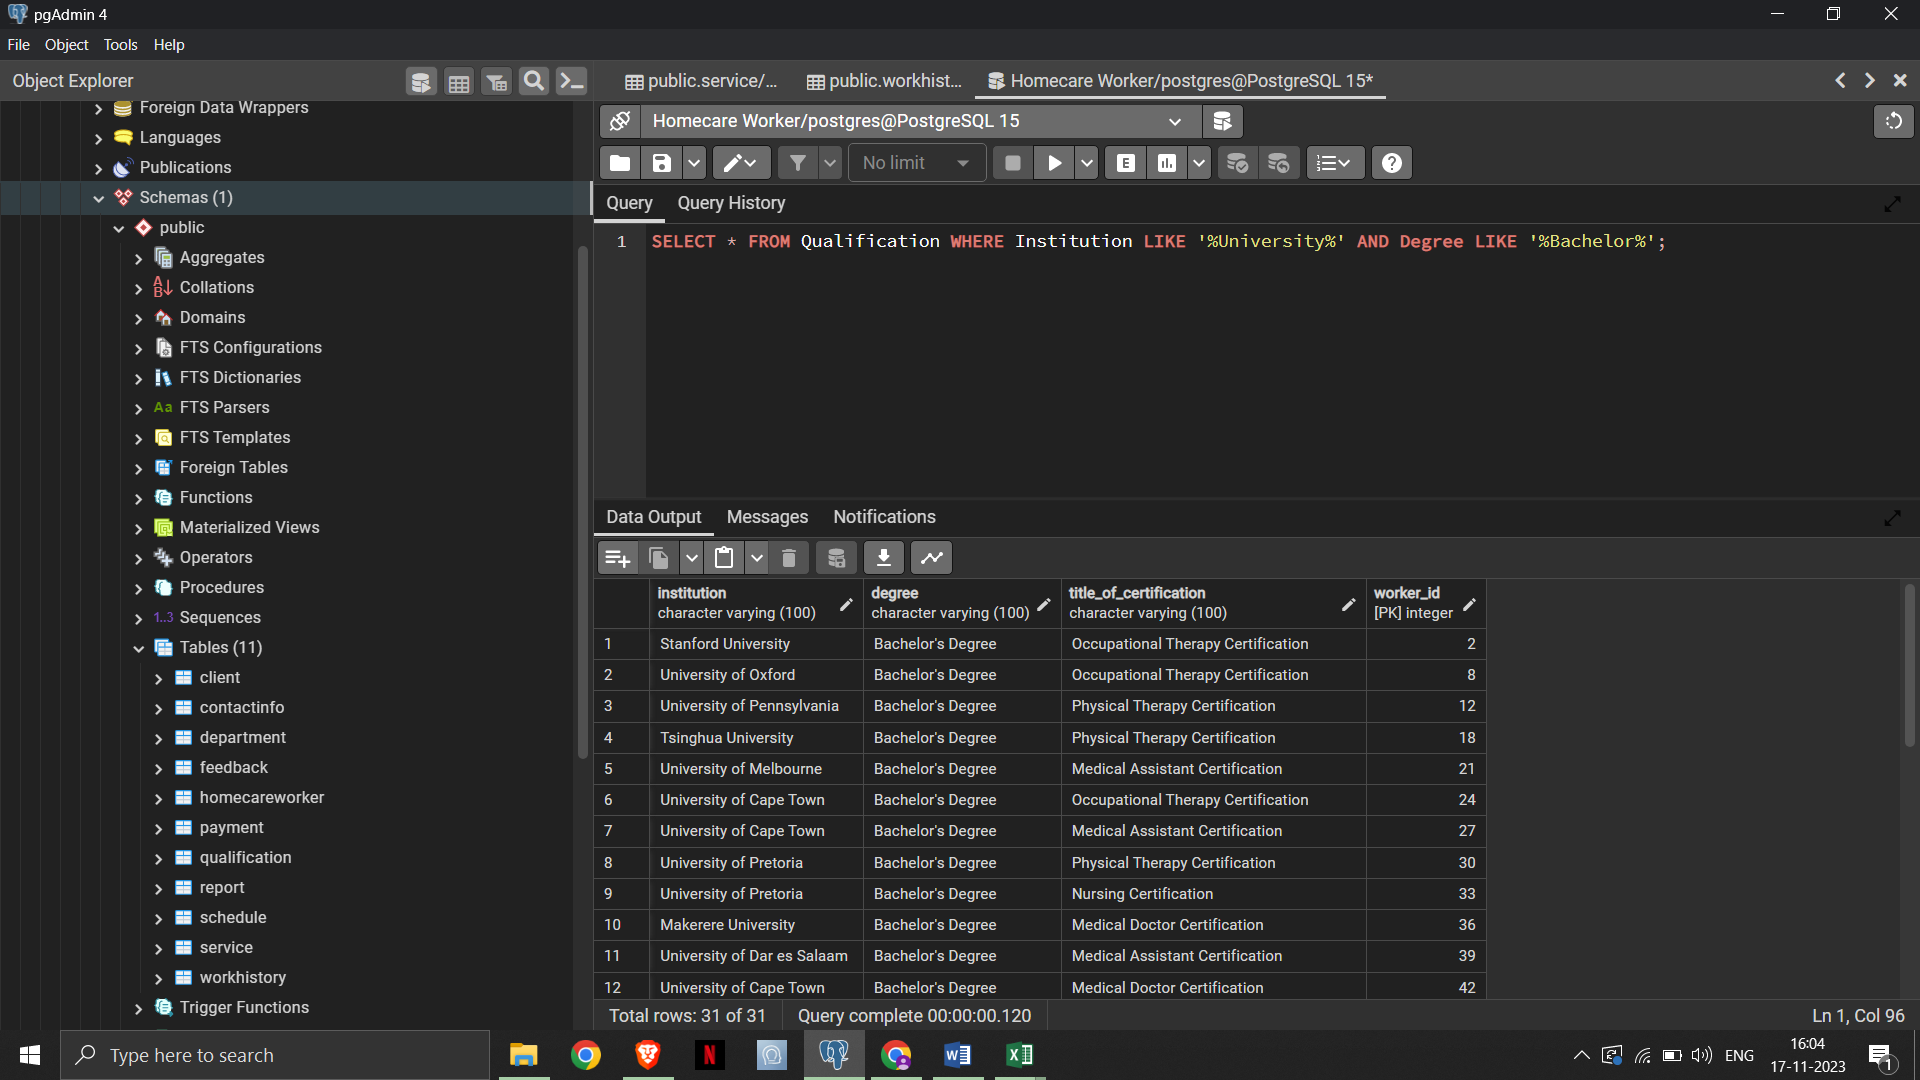 pgAdmin 4
File Object Tools Help
Object Explorer
public.service/... public.workhist... Homecare Worker/postgres@PostgreSQL 15*
Foreign Data Wrappers
Languages
Publications
Schemas (1)
public
Aggregates
Collations
Domains
FTS Configurations
FTS Dictionaries
Aa FTS Parsers
FTS Templates
Foreign Tables
Functions
Materialized Views
Operators
Procedures
1..3 Sequences
Tables (11)
client
contactinfo
department
feedback
homecareworker
payment
qualification
report
schedule
service
workhistory
Trigger Functions
Homecare Worker/postgres@PostgreSQL 15
No limit
E
Query Query History
1 SELECT * FROM Qualification WHERE Institution LIKE '%University%' AND Degree LIKE '%Bachelor%';
Data Output Messages Notifications
institution degree title_of_certification worker_id
character varying (100) character varying (100) character varying (100) [PK] integer
1 Stanford University Bachelor's Degree Occupational Therapy Certification 2
2 University of Oxford Bachelor's Degree Occupational Therapy Certification 8
3 University of Pennsylvania Bachelor's Degree Physical Therapy Certification 12
4 Tsinghua University Bachelor's Degree Physical Therapy Certification 18
5 University of Melbourne Bachelor's Degree Medical Assistant Certification 21
6 University of Cape Town Bachelor's Degree Occupational Therapy Certification 24
7 University of Cape Town Bachelor's Degree Medical Assistant Certification 27
8 University of Pretoria Bachelor's Degree Physical Therapy Certification 30
9 University of Pretoria Bachelor's Degree Nursing Certification 33
10 Makerere University Bachelor's Degree Medical Doctor Certification 36
11 University of Dar es Salaam Bachelor's Degree Medical Assistant Certification 39
12 University of Cape Town Bachelor's Degree Medical Doctor Certification 42
Total rows: 31 of 31 Query complete 00:00:00.120 Ln 1, Col 96
Type here to search
ENG
16:04
17-11-2023
1